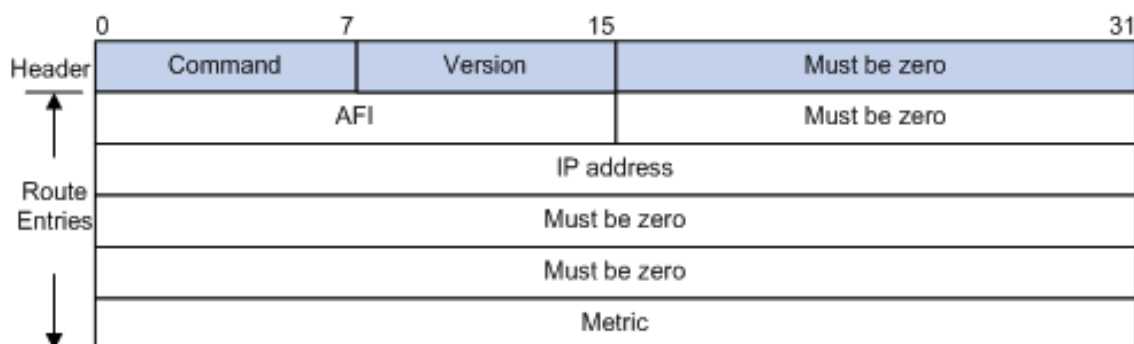 0 7 15 31
Header Command Version Must be zero
AFI Must be zero
IP address
Route
Entries
Must be zero
Must be zero
Metric